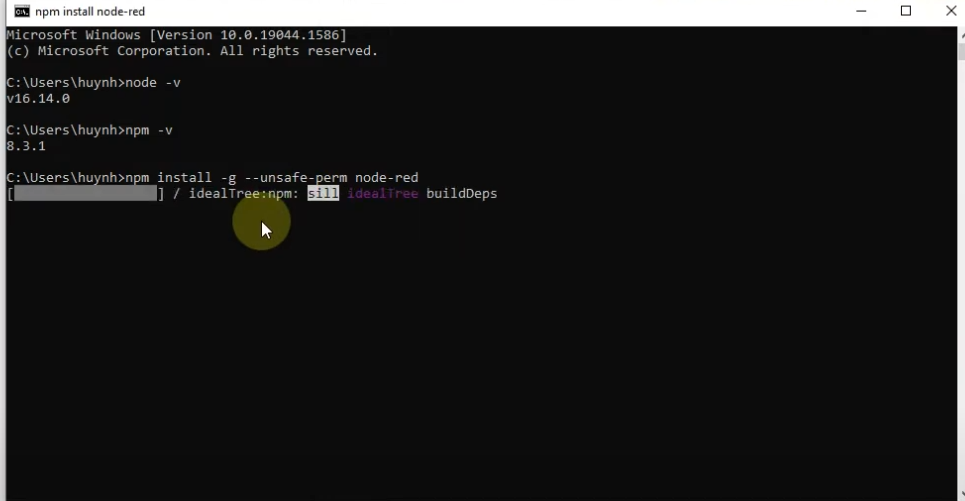 npm install node-red
Microsoft Windows [Version 10.0.19044.1586]
(c) Microsoft Corporation. All rights reserved.
C:\Users\huynh>node -v
v16.14.0
C:\Users\huynh>npm -v
8.3.1
C:\Users\huynh>npm install -g --unsafe-perm node-red
[                  ] / idealTree:npm: sill idealTree buildDeps